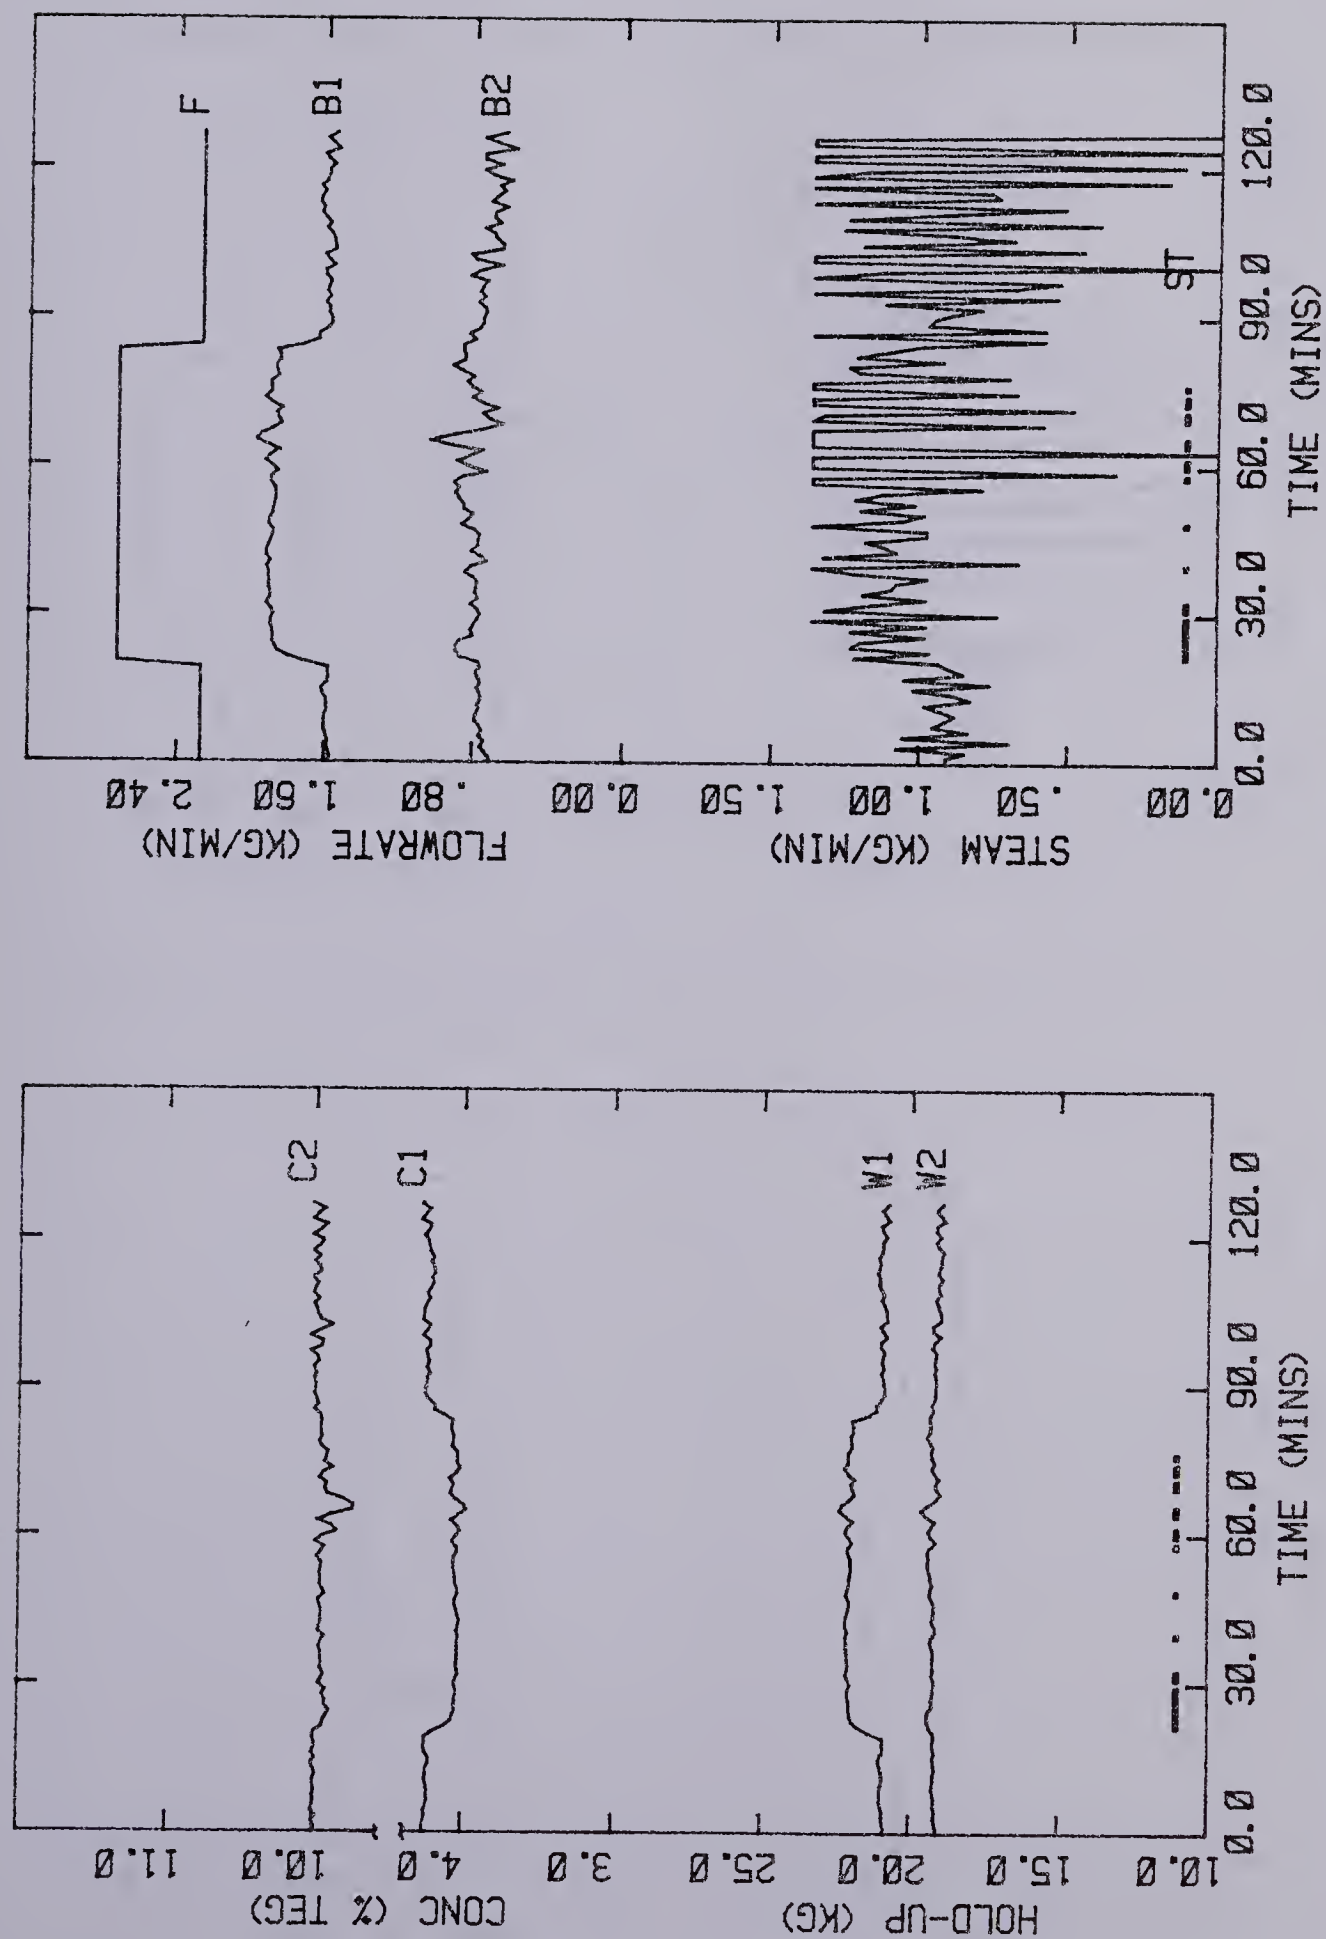 CONC (% TEG)
11.0
10.0
4.0
3.0
C2
C1
HOLD-UP (KG)
25.0
20.0
15.0
10.0
W1
W2
0.0 30.0 60.0 90.0 120.0
TIME (MINS)
FLOWRATE (KG/MIN)
2.40
1.60
.80
0.00
F
B1
B2
STEAM (KG/MIN)
1.50
1.00
.50
0.00
ST
0.0 30.0 60.0 90.0 120.0
TIME (MINS)